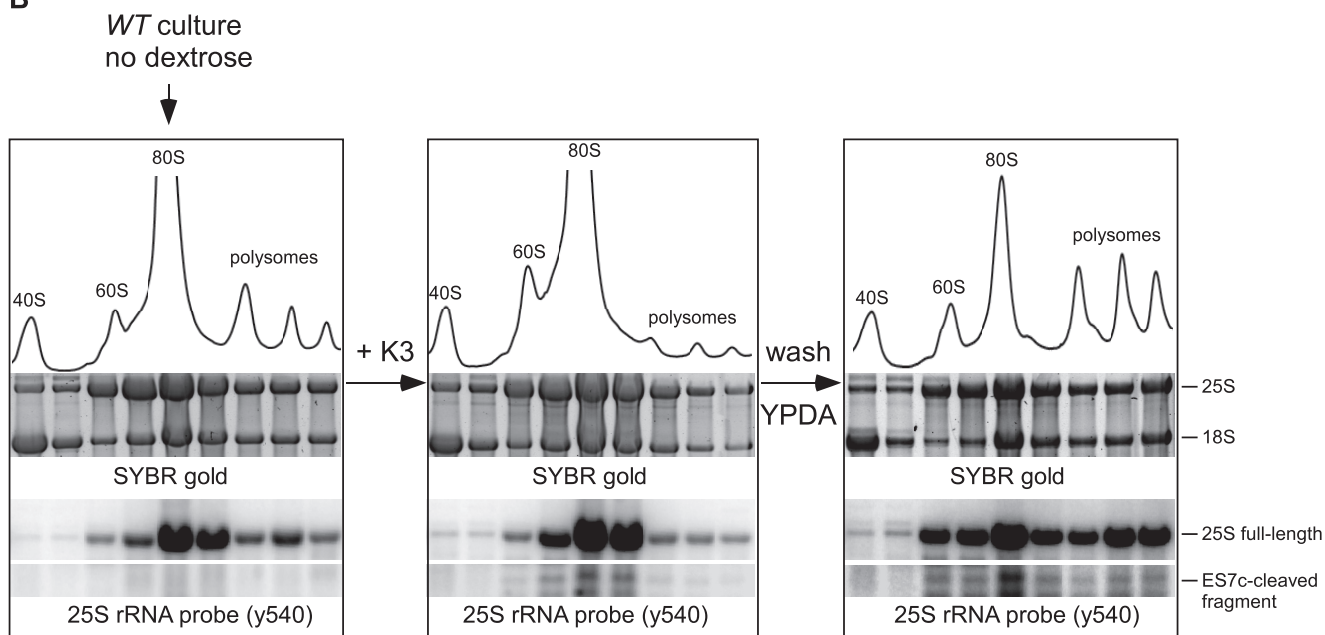 B
WT culture
no dextrose
80S
40S
60S
polysomes
SYBR gold
25S rRNA probe (y540)
+ K3
80S
40S
60S
polysomes
SYBR gold
25S rRNA probe (y540)
wash
YPDA
80S
40S
60S
polysomes
25S
18S
SYBR gold
25S full-length
ES7c-cleaved
fragment
25S rRNA probe (y540)